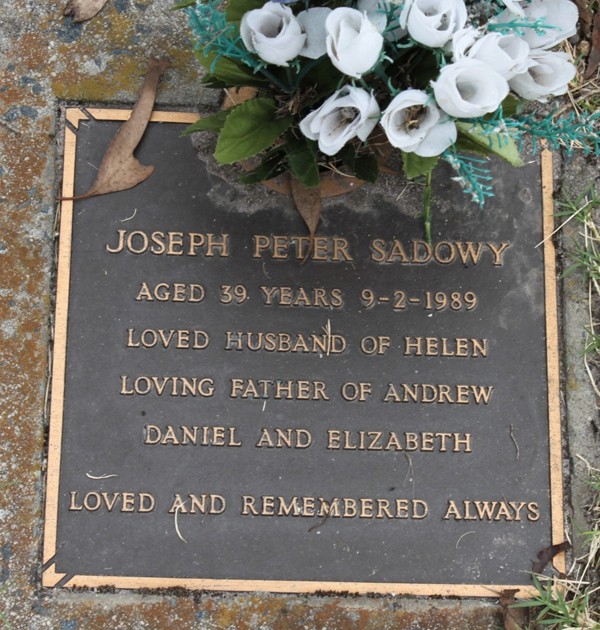 JOSEPH PETER SADOWY
AGED 39 YEARS 9-2-1989
LOVED HUSBAND OF HELEN
LOVING FATHER OF ANDREW
DANIEL AND ELIZABETH
LOVED AND REMEMBERED ALWAYS